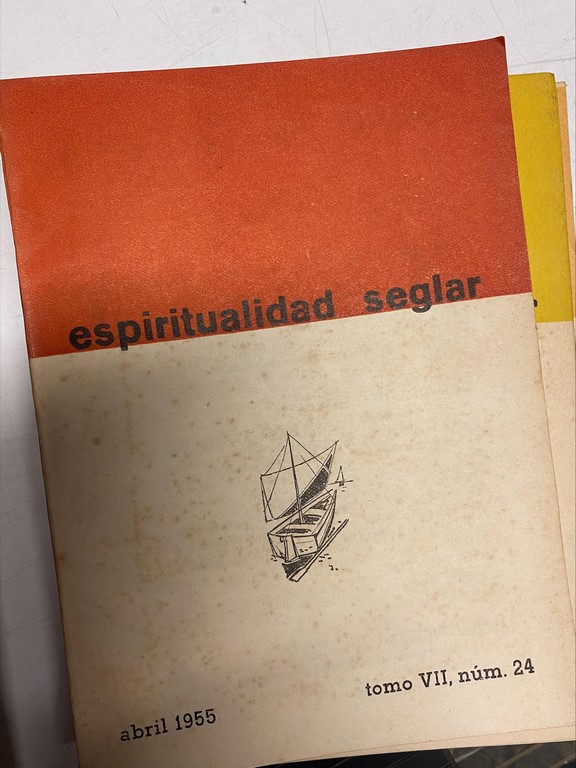 espiritualidad seglar
tomo VII, núm. 24
abril 1955